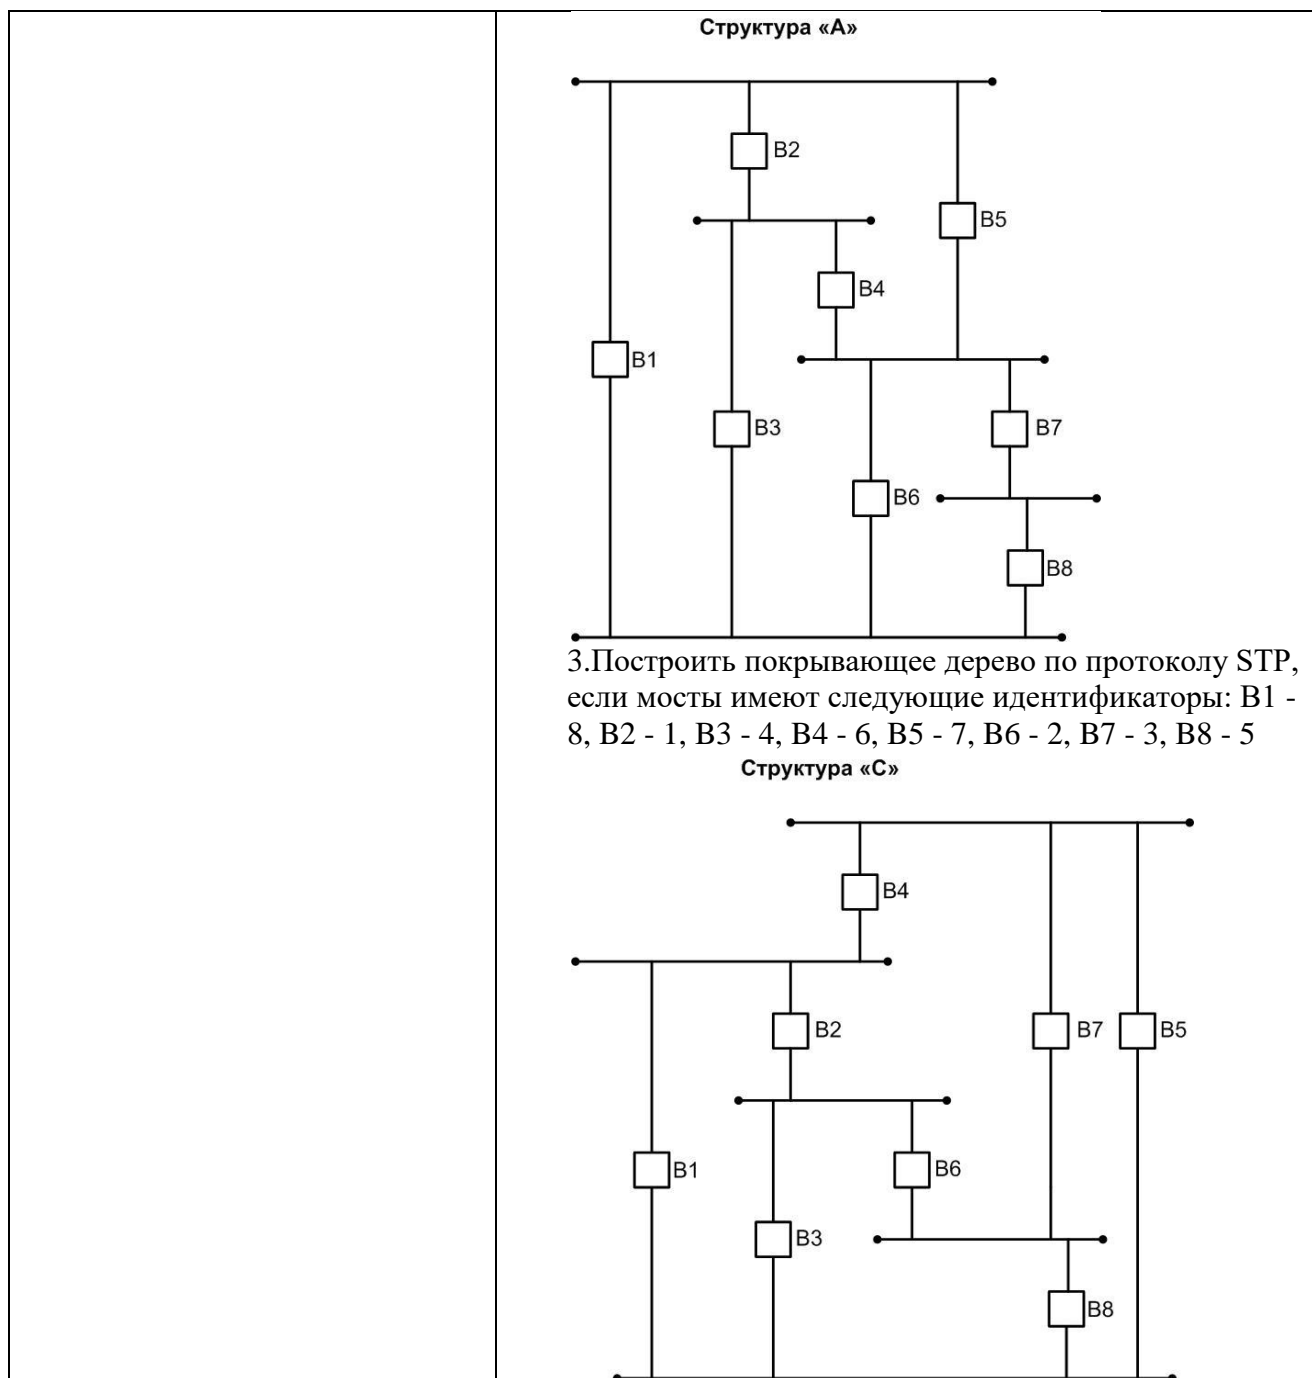 Структура «А»
B2
B5
B4
B1
B3
B7
B6
B8
3.Построить покрывающее дерево по протоколу STP,
если мосты имеют следующие идентификаторы: B1 -
8, B2 - 1, B3 - 4, B4 - 6, B5 - 7, B6 - 2, B7 - 3, B8 - 5
Структура «С»
B4
B2
B7
B5
B1
B6
B3
B8